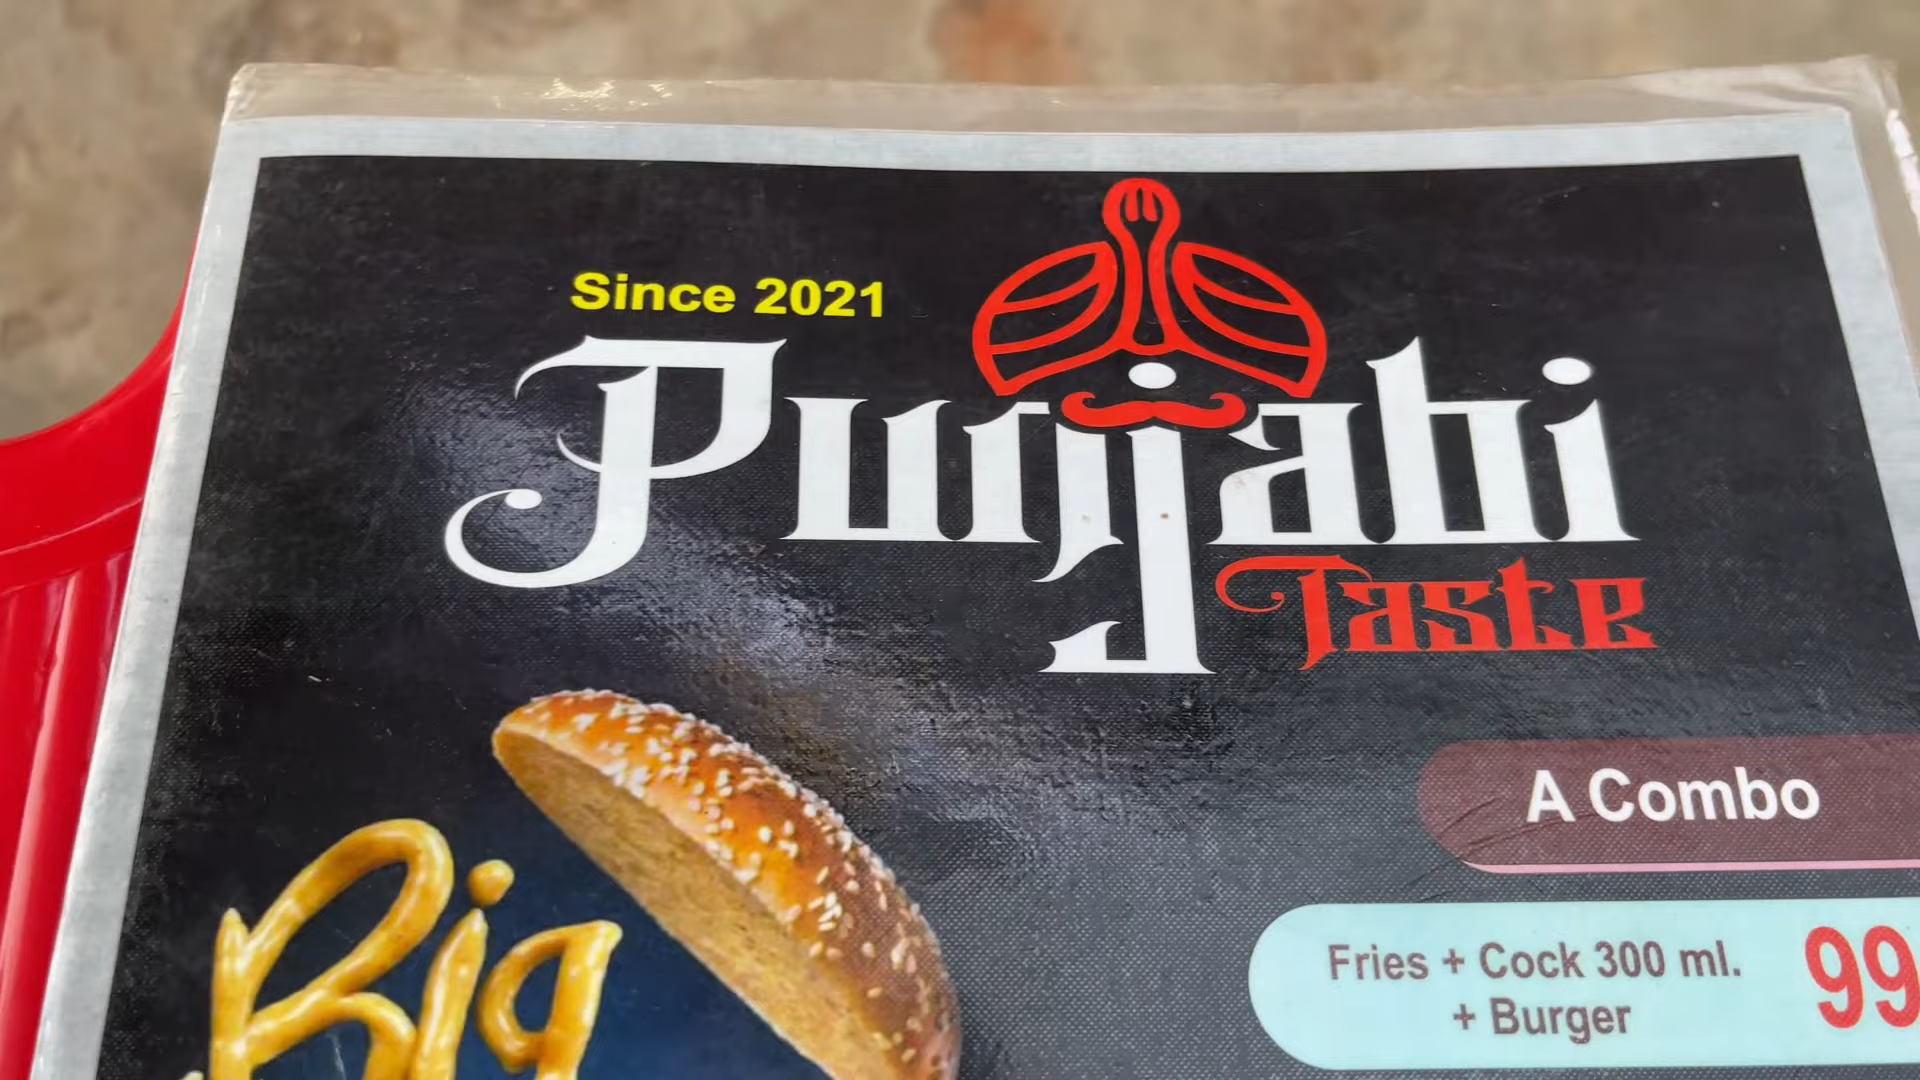 Since 2021
Punjabi
Taste
A Combo
Fries + Cock 300 ml.
+ Burger
99
Big